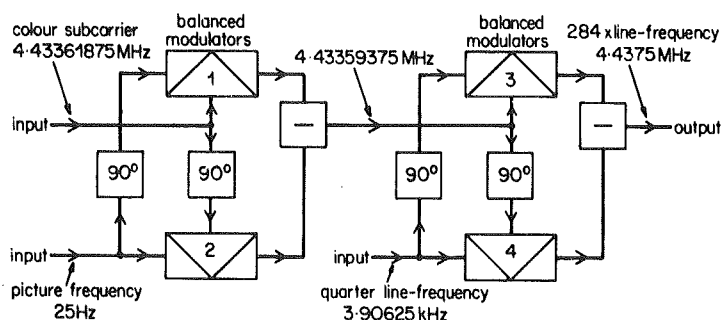 colour subcarrier
4·43361875 MHz
balanced
modulators
4·43359375 MHz
balanced
modulators
284 x line-frequency
4·4375 MHz
1
3
input
—
—
output
90°
90°
90°
90°
input
2
input
4
picture frequency
25Hz
quarter line-frequency
3·90625 kHz